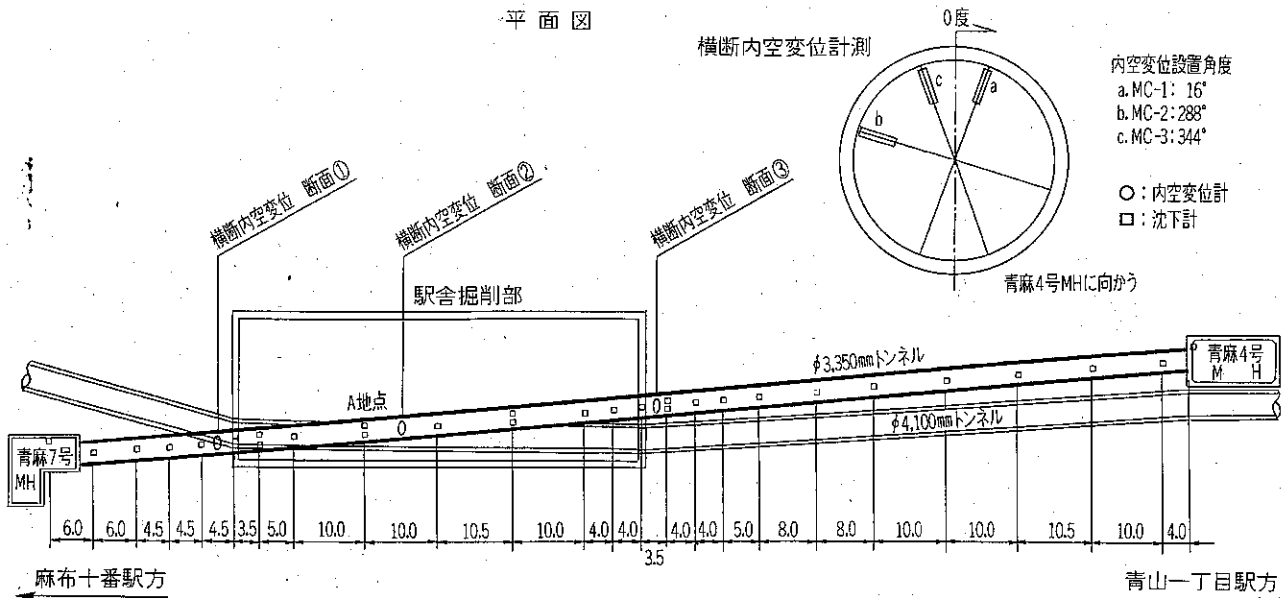 平面図
0度
横断内空変位計測
c
a
b
内空変位設置角度
a.MC-1: 16°
b.MC-2:288°
c.MC-3:344°
○:内空変位計
□:沈下計
青麻4号MHに向かう
横断内空変位 断面①
横断内空変位 断面②
横断内空変位 断面③
駅舎掘削部
A地点
φ3,350mmトンネル
φ4,100mmトンネル
青麻4号
M H
青麻7号
MH
6.0 6.0 4.5 4.5 4.5 3.5 5.0 10.0 10.0 10.5 10.0 4.0 4.0 3.5 4.0 4.0 5.0 8.0 8.0 10.0 10.0 10.5 10.0 4.0
麻布十番駅方
青山一丁目駅方